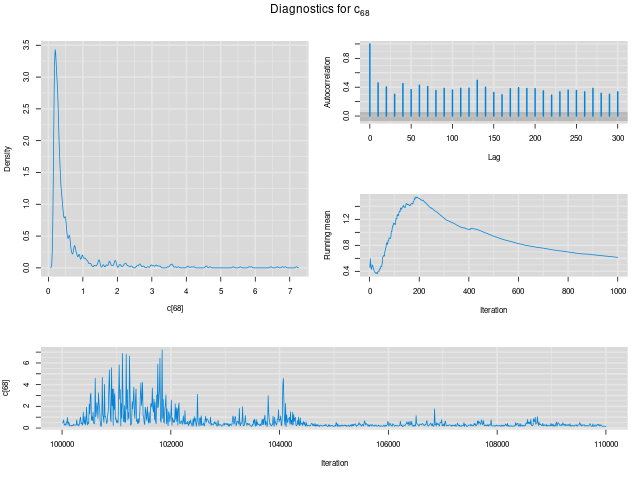 Diagnostics for c68
3.5
3.0
2.5
2.0
1.5
1.0
0.5
0.0
Density
0 1 2 3 4 5 6 7
c[68]
0.8
0.4
0.0
Autocorrelation
0 50 100 150 200 250 300
Lag
1.2
0.8
0.4
Running mean
0 200 400 600 800 1000
Iteration
6
4
2
0
c[68]
100000 102000 104000 106000 108000 110000
Iteration